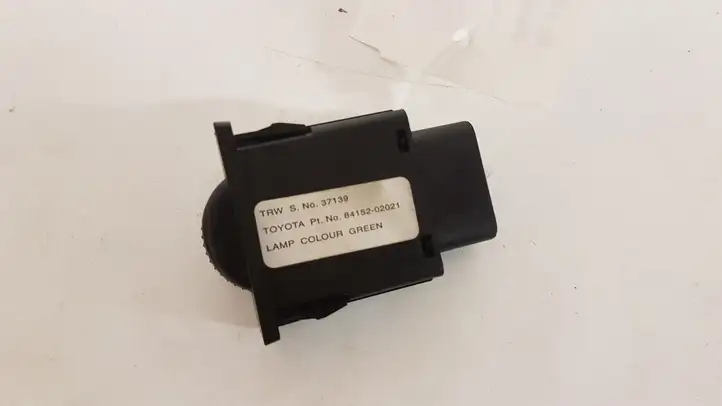 TRW S. No. 37139
TOYOTA Pt. No. 84152-02021
LAMP COLOUR GREEN